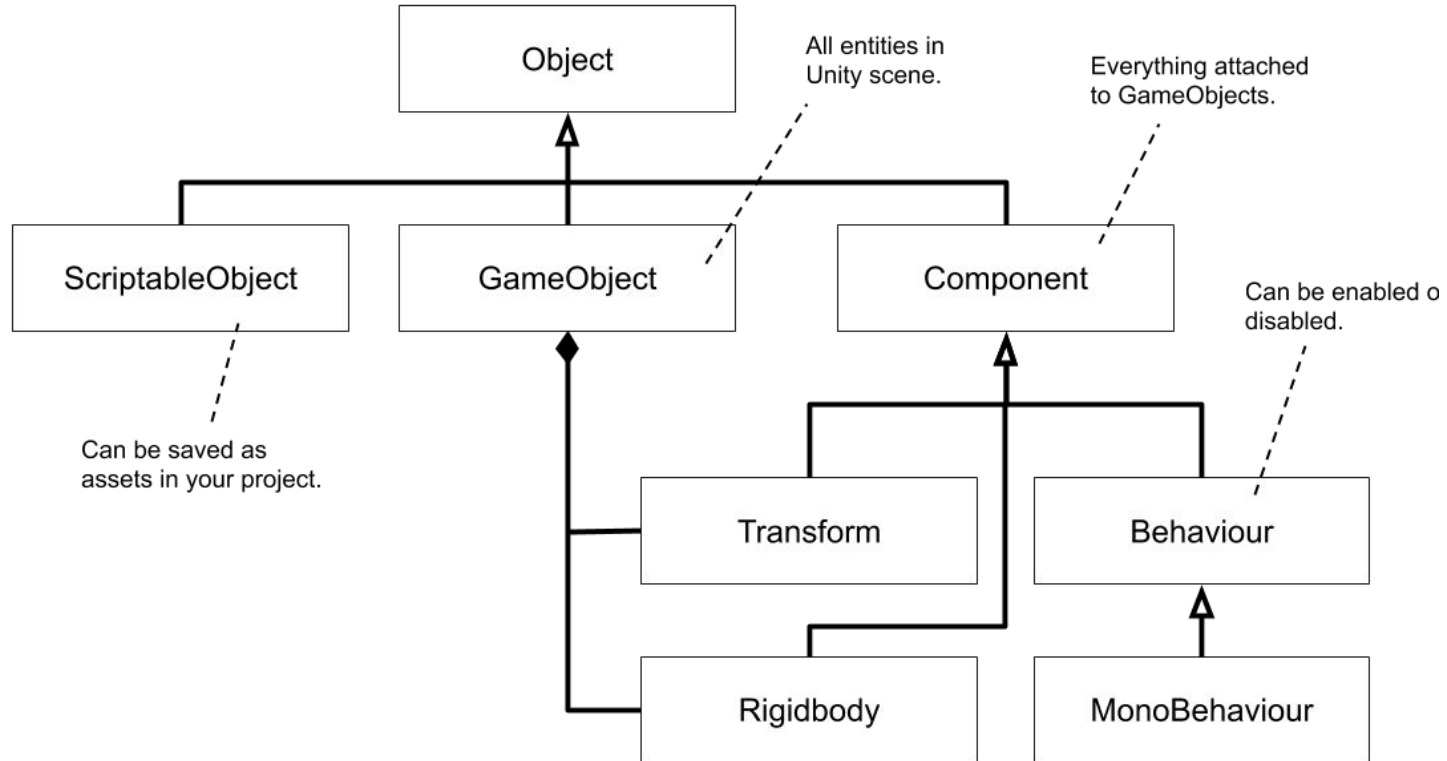 Object
All entities in
Unity scene.
Everything attached
to GameObjects.
ScriptableObject
GameObject
Component
Can be enabled o
disabled.
Can be saved as
assets in your project.
Transform
Behaviour
Rigidbody
MonoBehaviour